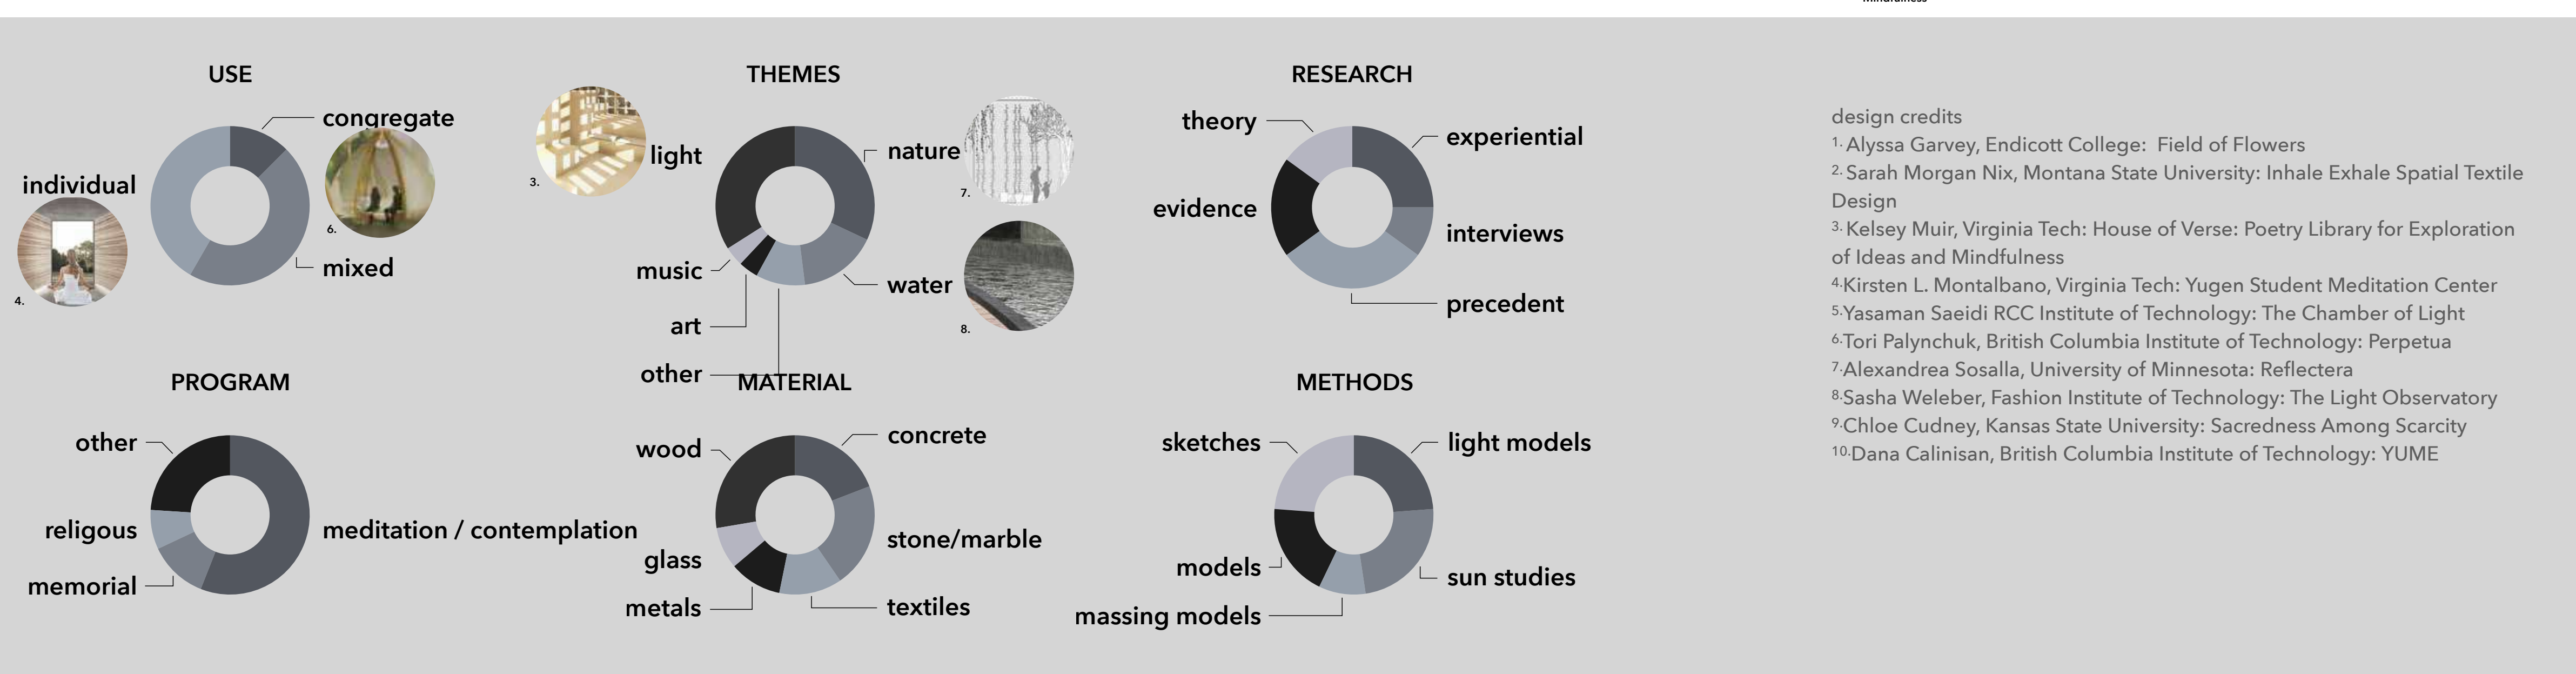 Mindfulness
USE
congregate
individual
6.
mixed
4.
THEMES
3.
light
nature
7.
music
water
art
8.
other
RESEARCH
theory
experiential
evidence
interviews
precedent
PROGRAM
other
religous
meditation / contemplation
memorial
MATERIAL
wood
concrete
stone/marble
glass
metals
textiles
METHODS
sketches
light models
models
sun studies
massing models
design credits
1. Alyssa Garvey, Endicott College: Field of Flowers
2. Sarah Morgan Nix, Montana State University: Inhale Exhale Spatial Textile
Design
3. Kelsey Muir, Virginia Tech: House of Verse: Poetry Library for Exploration
of Ideas and Mindfulness
4.Kirsten L. Montalbano, Virginia Tech: Yugen Student Meditation Center
5.Yasaman Saeidi RCC Institute of Technology: The Chamber of Light
6.Tori Palynchuk, British Columbia Institute of Technology: Perpetua
7.Alexandrea Sosalla, University of Minnesota: Reflectera
8.Sasha Weleber, Fashion Institute of Technology: The Light Observatory
9.Chloe Cudney, Kansas State University: Sacredness Among Scarcity
10.Dana Calinisan, British Columbia Institute of Technology: YUME